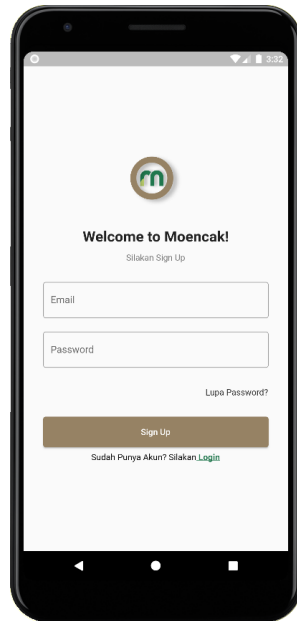 3:32
m
Welcome to Moencak!
Silakan Sign Up
Email
Password
Lupa Password?
Sign Up
Sudah Punya Akun? Silakan Login